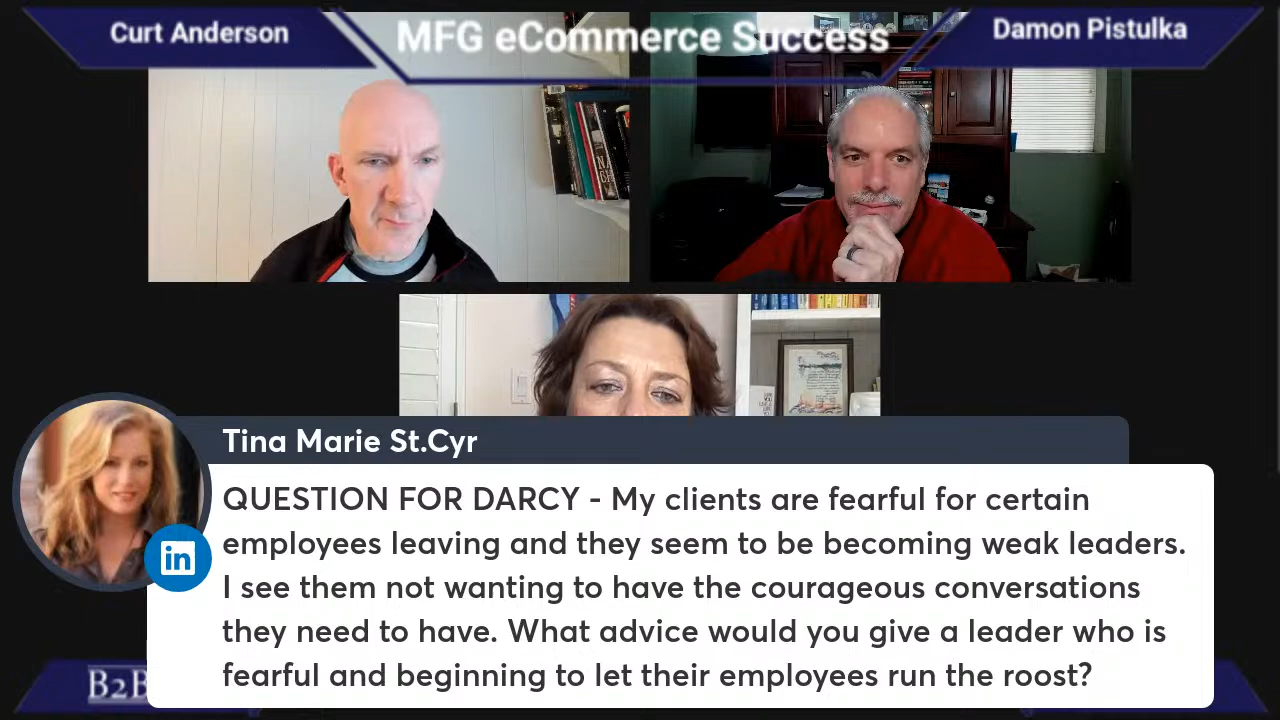 Curt Anderson
MFG eCommerce Success
Damon Pistulka
Tina Marie St.Cyr
QUESTION FOR DARCY - My clients are fearful for certain
employees leaving and they seem to be becoming weak leaders.
I see them not wanting to have the courageous conversations
they need to have. What advice would you give a leader who is
fearful and beginning to let their employees run the roost?
in
B2B